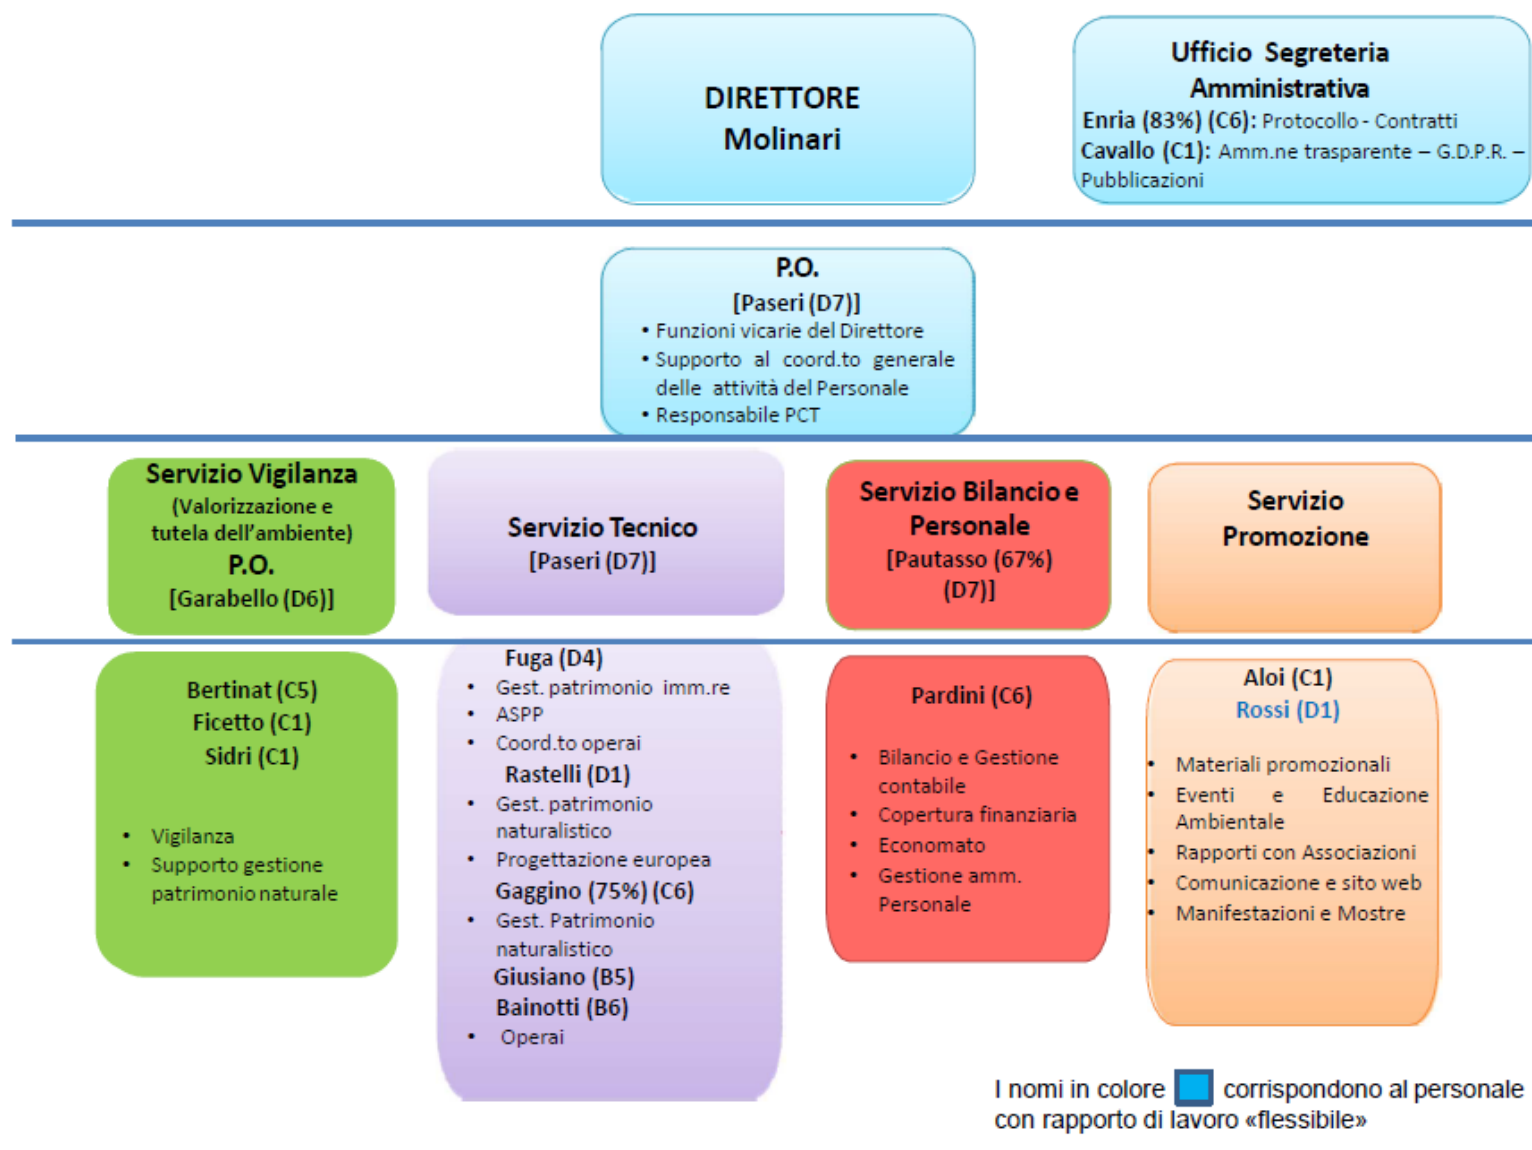 DIRETTORE
Molinari
Ufficio Segreteria
Amministrativa
Enria (83%) (C6): Protocollo - Contratti
Cavallo (C1): Amm.ne trasparente – G.D.P.R. –
Pubblicazioni
P.O.
[Paseri (D7)]
• Funzioni vicarie del Direttore
• Supporto al coord.to generale
delle attività del Personale
• Responsabile PCT
Servizio Vigilanza
(Valorizzazione e
tutela dell'ambiente)
P.O.
[Garabello (D6)]
Servizio Tecnico
[Paseri (D7)]
Servizio Bilancio e
Personale
[Pautasso (67%)
(D7)]
Servizio
Promozione
Bertinat (C5)
Ficetto (C1)
Sidri (C1)
• Vigilanza
• Supporto gestione
patrimonio naturale
Fuga (D4)
• Gest. patrimonio imm.re
• ASPP
• Coord.to operai
Rastelli (D1)
• Gest. patrimonio
naturalistico
• Progettazione europea
Gaggino (75%) (C6)
• Gest. Patrimonio
naturalistico
Giusiano (B5)
Bainotti (B6)
• Operai
Pardini (C6)
• Bilancio e Gestione
contabile
• Copertura finanziaria
• Economato
• Gestione amm.
Personale
Aloi (C1)
Rossi (D1)
• Materiali promozionali
• Eventi e Educazione
Ambientale
• Rapporti con Associazioni
• Comunicazione e sito web
• Manifestazioni e Mostre
I nomi in colore corrispondono al personale
con rapporto di lavoro «flessibile»